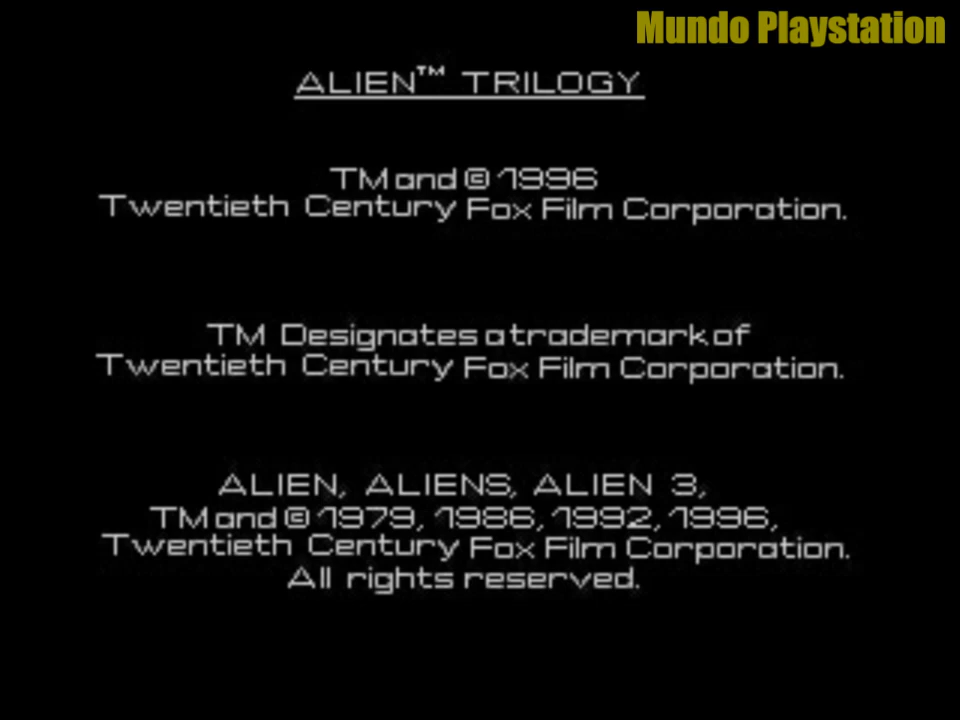 Mundo Playstation
ALIEN™ TRILOGY
TM and © 1996
Twentieth Century Fox Film Corporation.
TM Designates a trademark of
Twentieth Century Fox Film Corporation.
ALIEN, ALIENS, ALIEN 3,
TM and © 1979, 1986, 1992, 1996,
Twentieth Century Fox Film Corporation.
All rights reserved.